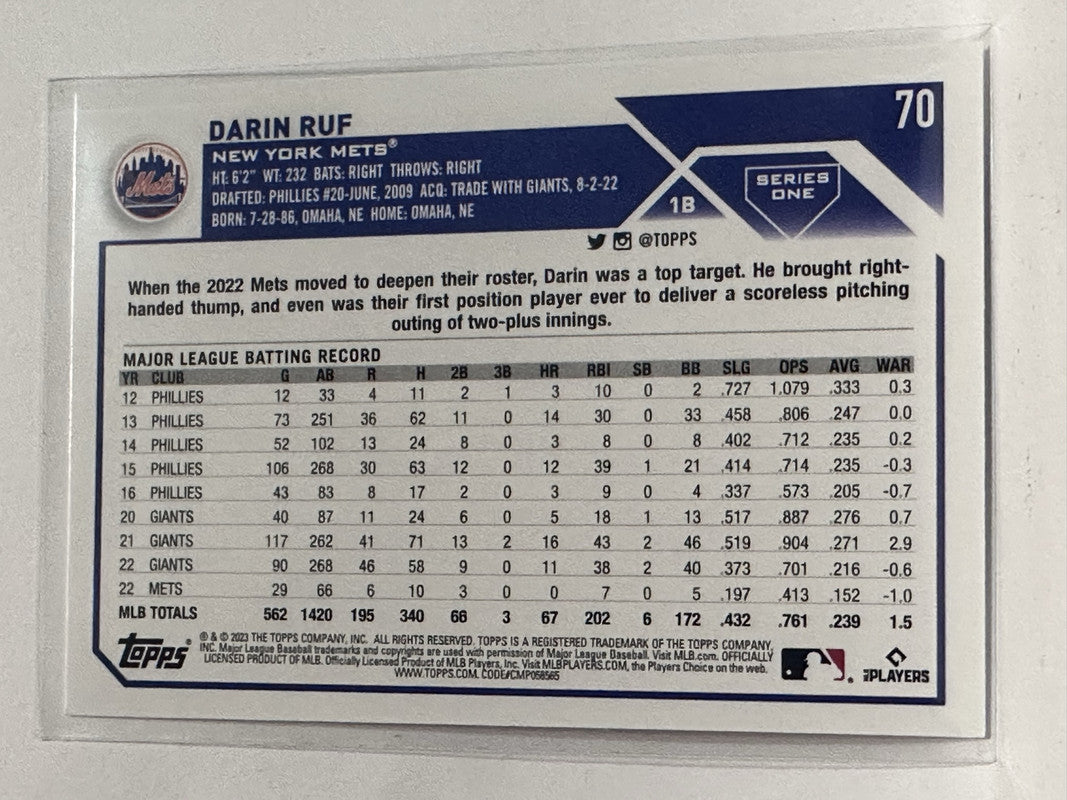 70
DARIN RUF
NEW YORK METS®
HT: 6'2" WT: 232 BATS: RIGHT THROWS: RIGHT
DRAFTED: PHILLIES #20-JUNE, 2009 ACQ: TRADE WITH GIANTS, 8-2-22
BORN: 7-28-86, OMAHA, NE HOME: OMAHA, NE
Mets
1B
SERIES
ONE
@TOPPS
When the 2022 Mets moved to deepen their roster, Darin was a top target. He brought right-
handed thump, and even was their first position player ever to deliver a scoreless pitching
outing of two-plus innings.
MAJOR LEAGUE BATTING RECORD
YR CLUB G AB R H 2B 3B HR RBI SB BB SLG OPS AVG WAR
12 PHILLIES 12 33 4 11 2 1 3 10 0 2 .727 1.079 .333 0.3
13 PHILLIES 73 251 36 62 11 0 14 30 0 33 .458 .806 .247 0.0
14 PHILLIES 52 102 13 24 8 0 3 8 0 8 .402 .712 .235 0.2
15 PHILLIES 106 268 30 63 12 0 12 39 1 21 .414 .714 .235 -0.3
16 PHILLIES 43 83 8 17 2 0 3 9 0 4 .337 .573 .205 -0.7
20 GIANTS 40 87 11 24 6 0 5 18 1 13 .517 .887 .276 0.7
21 GIANTS 117 262 41 71 13 2 16 43 2 46 .519 .904 .271 2.9
22 GIANTS 90 268 46 58 9 0 11 38 2 40 .373 .701 .216 -0.6
22 METS 29 66 6 10 3 0 0 7 0 5 .197 .413 .152 -1.0
MLB TOTALS 562 1420 195 340 66 3 67 202 6 172 .432 .761 .239 1.5
TOPPS®
® & © 2023 THE TOPPS COMPANY, INC. ALL RIGHTS RESERVED. TOPPS IS A REGISTERED TRADEMARK OF THE TOPPS COMPANY,
INC. Major League Baseball trademarks and copyrights are used with permission of Major League Baseball. Visit MLB.com. OFFICIALLY
LICENSED PRODUCT OF MLB. Officially Licensed Product of MLB Players, Inc. Visit MLBPLAYERS.COM, the Players Choice on the web.
WWW.TOPPS.COM. CODE#CMP058565
MLBPLAYERS